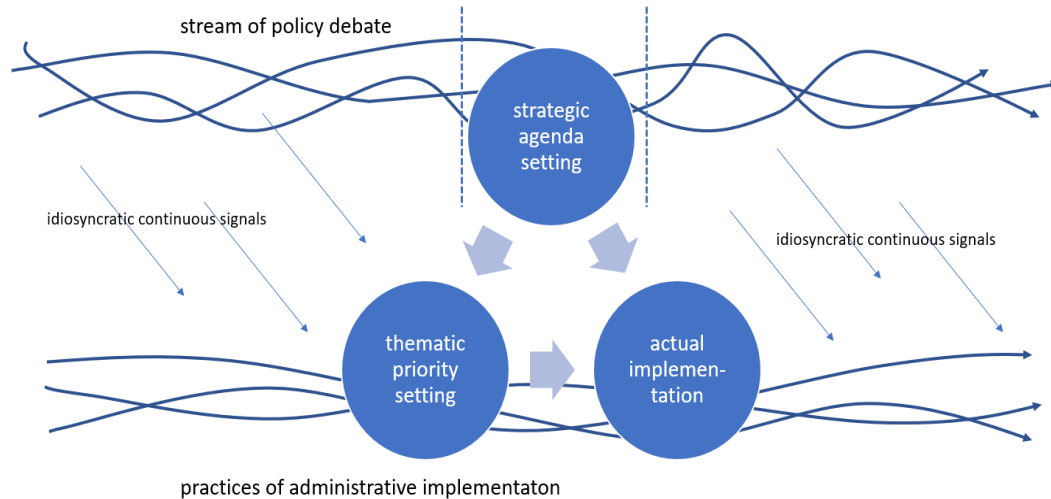 stream of policy debate
strategic
agenda
setting
idiosyncratic continuous signals
idiosyncratic continuous signals
thematic
priority
setting
actual
implemen-
tation
practices of administrative implementaton